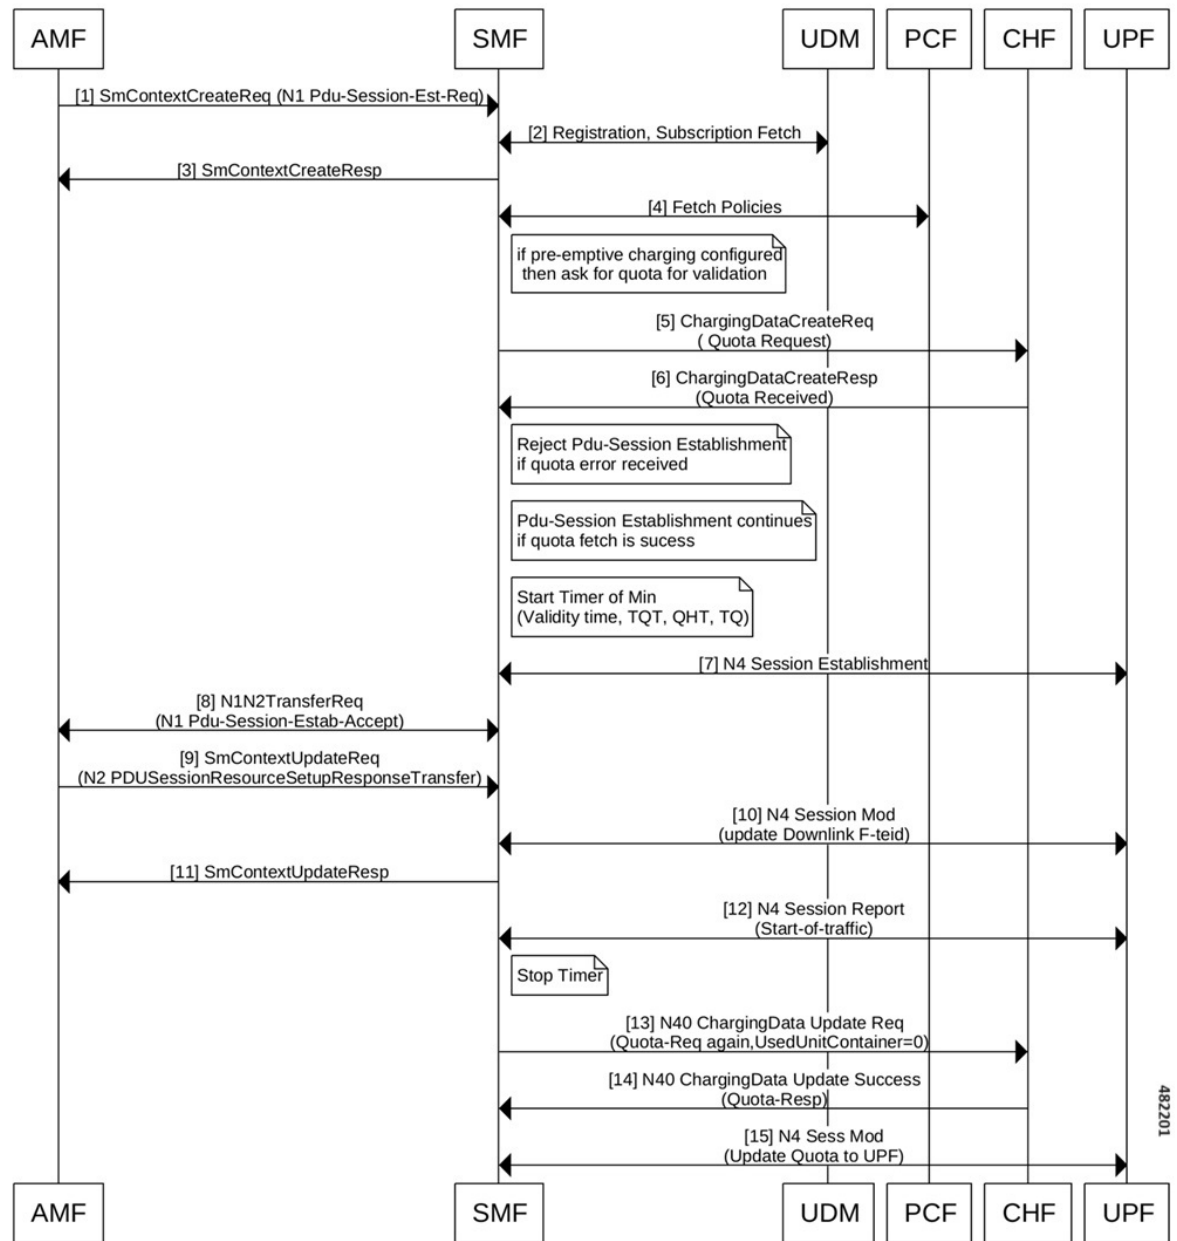 AMF SMF UDM PCF CHF UPF
[1] SmContextCreateReq (N1 Pdu-Session-Est-Req)
[2] Registration, Subscription Fetch
[3] SmContextCreateResp
[4] Fetch Policies
if pre-emptive charging configured
then ask for quota for validation
[5] ChargingDataCreateReq
( Quota Request)
[6] ChargingDataCreateResp
(Quota Received)
Reject Pdu-Session Establishment
if quota error received
Pdu-Session Establishment continues
if quota fetch is sucess
Start Timer of Min
(Validity time, TQT, QHT, TQ)
[7] N4 Session Establishment
[8] N1N2TransferReq
(N1 Pdu-Session-Estab-Accept)
[9] SmContextUpdateReq
(N2 PDUSessionResourceSetupResponseTransfer)
[10] N4 Session Mod
(update Downlink F-teid)
[11] SmContextUpdateResp
[12] N4 Session Report
(Start-of-traffic)
Stop Timer
[13] N40 ChargingData Update Req
(Quota-Req again,UsedUnitContainer=0)
[14] N40 ChargingData Update Success
(Quota-Resp)
[15] N4 Sess Mod
(Update Quota to UPF)
482201
AMF SMF UDM PCF CHF UPF